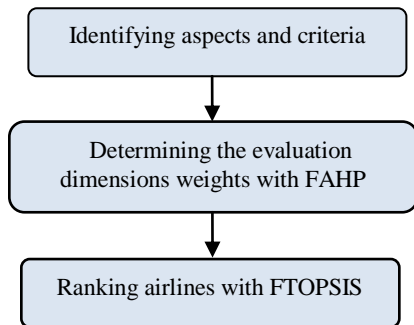 Identifying aspects and criteria
Determining the evaluation
dimensions weights with FAHP
Ranking airlines with FTOPSIS